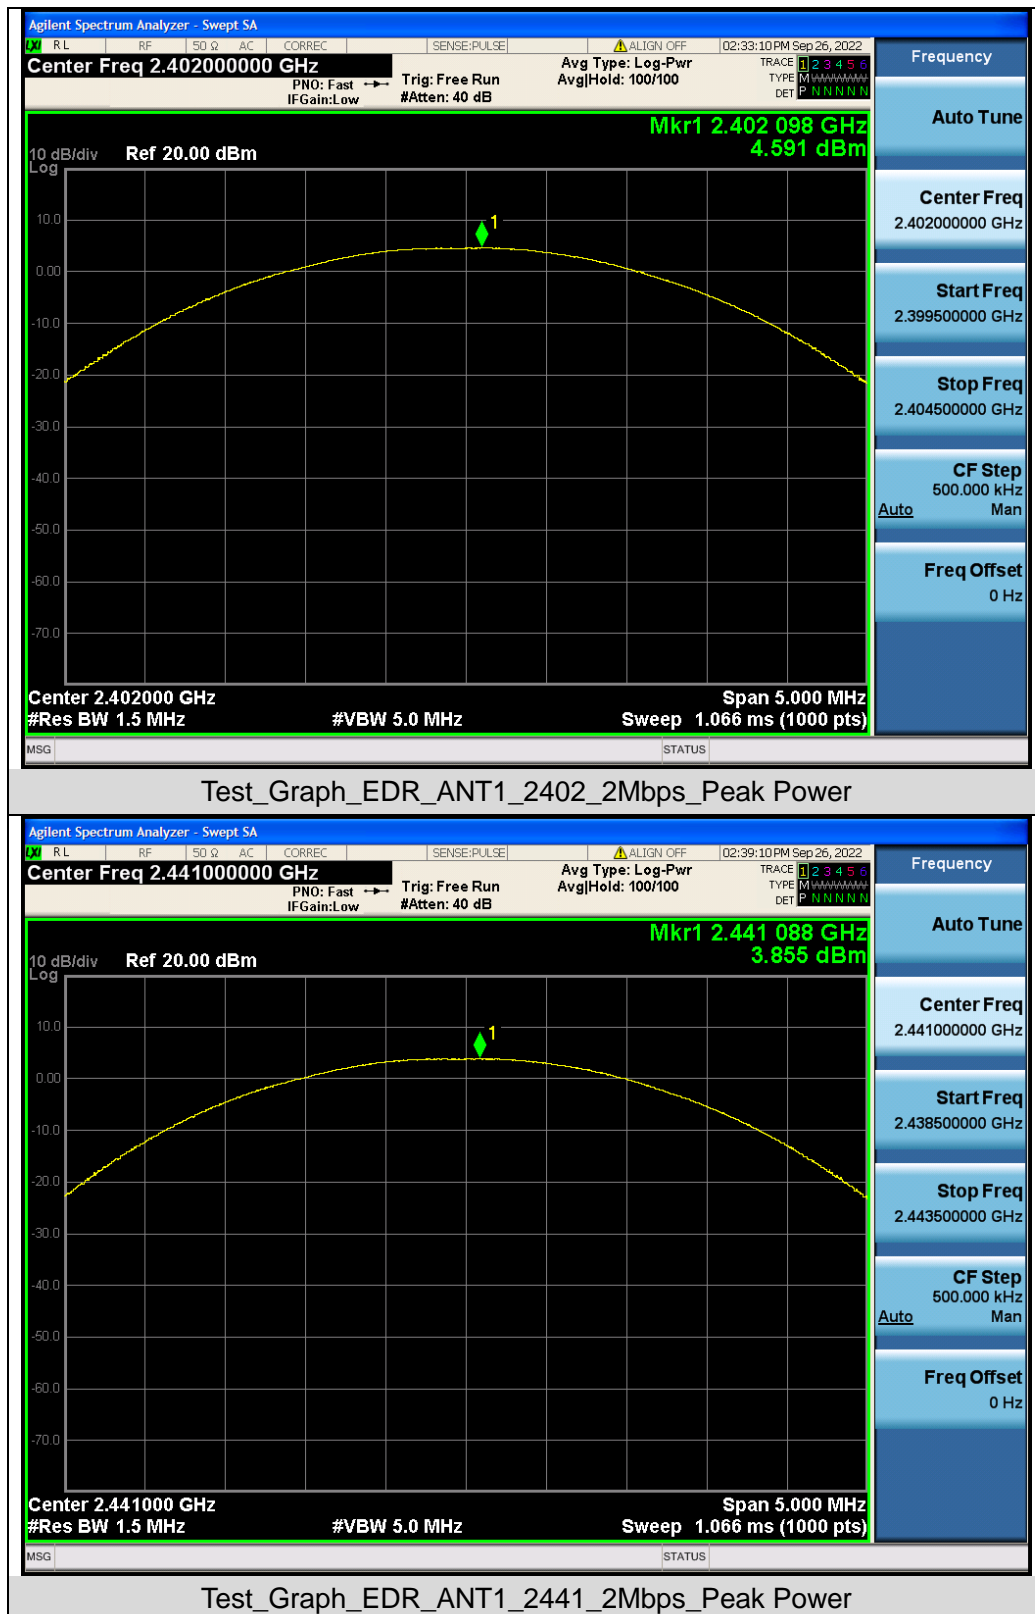 Agilent Spectrum Analyzer - Swept SA
LXI RL RF 50 Ω AC CORREC SENSE:PULSE ALIGN OFF 02:33:10 PM Sep 26, 2022
Center Freq 2.402000000 GHz
PNO: Fast
IFGain:Low
Trig: Free Run
#Atten: 40 dB
Avg Type: Log-Pwr
Avg|Hold: 100/100
TRACE 1 2 3 4 5 6
TYPE M
DET P N N N N N
Mkr1 2.402 098 GHz
4.591 dBm
10 dB/div Ref 20.00 dBm
Log
1
10.0
0.00
-10.0
-20.0
-30.0
-40.0
-50.0
-60.0
-70.0
Center 2.402000 GHz Span 5.000 MHz
#Res BW 1.5 MHz #VBW 5.0 MHz Sweep 1.066 ms (1000 pts)
MSG STATUS
Frequency
Auto Tune
Center Freq
2.402000000 GHz
Start Freq
2.399500000 GHz
Stop Freq
2.404500000 GHz
CF Step
500.000 kHz
Auto Man
Freq Offset
0 Hz
Test_Graph_EDR_ANT1_2402_2Mbps_Peak Power
Agilent Spectrum Analyzer - Swept SA
LXI RL RF 50 Ω AC CORREC SENSE:PULSE ALIGN OFF 02:39:10 PM Sep 26, 2022
Center Freq 2.441000000 GHz
PNO: Fast
IFGain:Low
Trig: Free Run
#Atten: 40 dB
Avg Type: Log-Pwr
Avg|Hold: 100/100
TRACE 1 2 3 4 5 6
TYPE M
DET P N N N N N
Mkr1 2.441 088 GHz
3.855 dBm
10 dB/div Ref 20.00 dBm
Log
1
10.0
0.00
-10.0
-20.0
-30.0
-40.0
-50.0
-60.0
-70.0
Center 2.441000 GHz Span 5.000 MHz
#Res BW 1.5 MHz #VBW 5.0 MHz Sweep 1.066 ms (1000 pts)
MSG STATUS
Frequency
Auto Tune
Center Freq
2.441000000 GHz
Start Freq
2.438500000 GHz
Stop Freq
2.443500000 GHz
CF Step
500.000 kHz
Auto Man
Freq Offset
0 Hz
Test_Graph_EDR_ANT1_2441_2Mbps_Peak Power